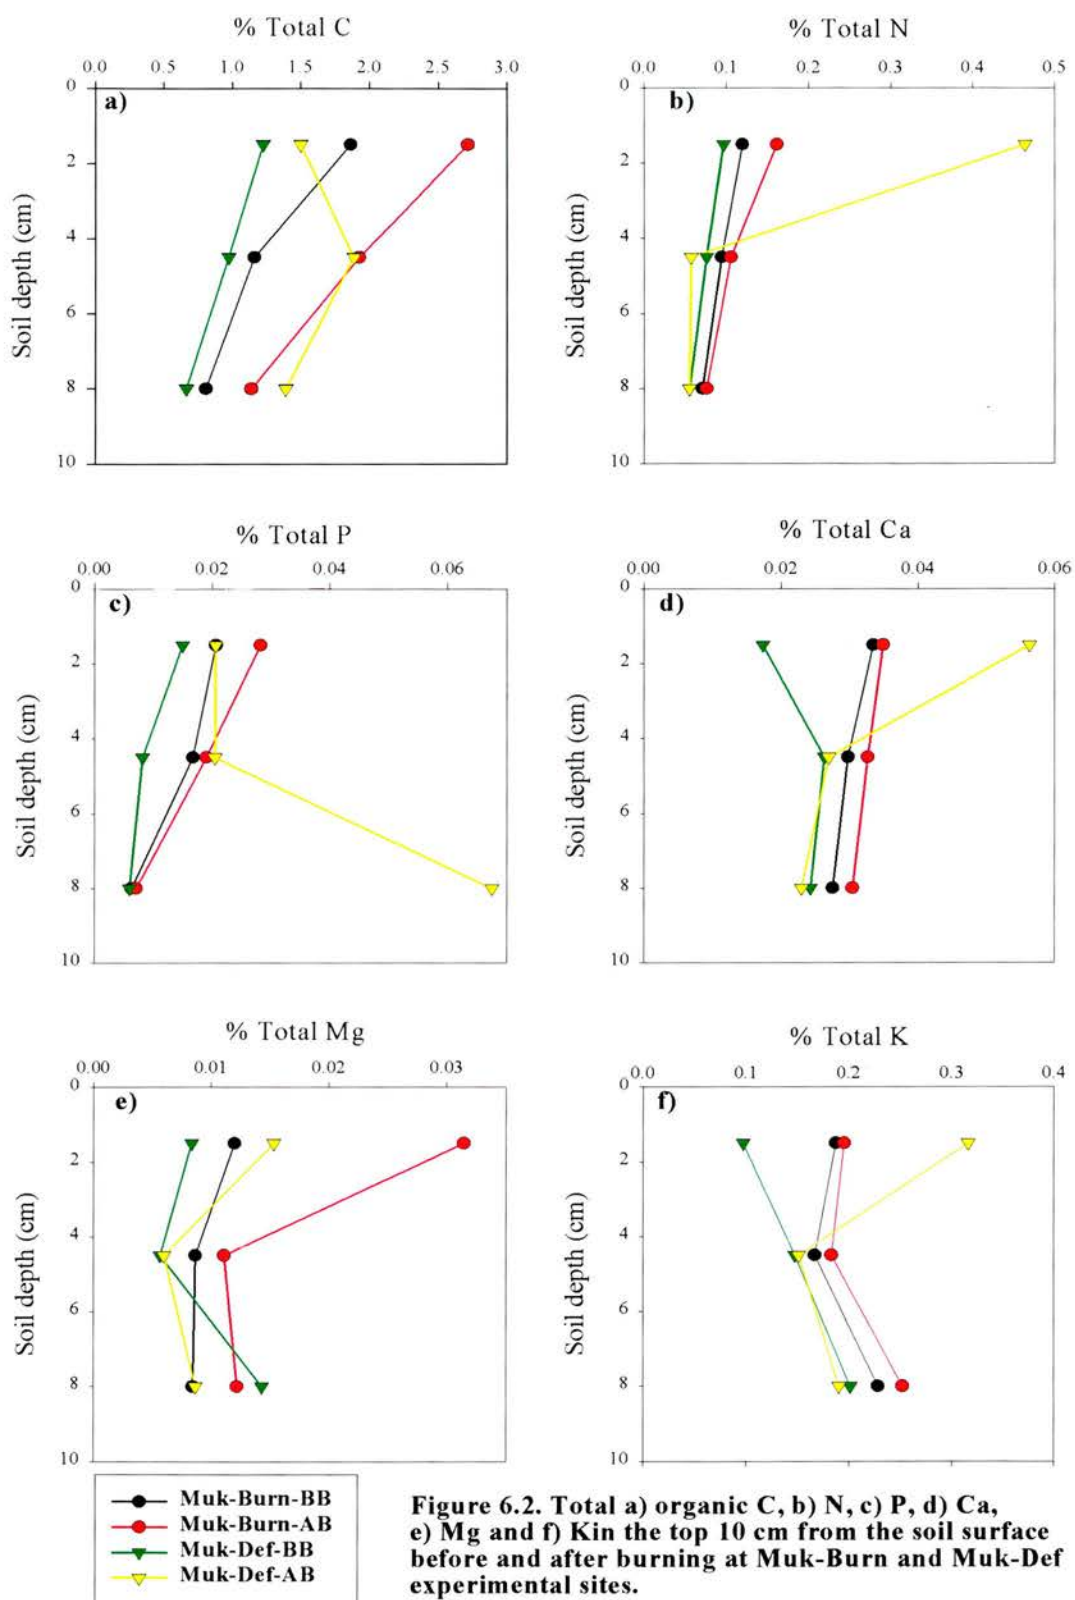 % Total C
% Total N
0.0 0.5 1.0 1.5 2.0 2.5 3.0
0.0 0.1 0.2 0.3 0.5
0
2
4
6
8
10
Soil depth (cm)
a)
0
2
4
6
8
10
Soil depth (cm)
b)
% Total P
% Total Ca
0.00 0.02 0.04 0.06
0.00 0.02 0.04 0.06
0
2
4
6
8
10
Soil depth (cm)
c)
0
2
4
6
8
10
Soil depth (cm)
d)
% Total Mg
% Total K
0.00 0.01 0.02 0.03
0.0 0.1 0.2 0.3 0.4
0
2
4
6
8
10
Soil depth (cm)
e)
0
2
4
6
8
10
Soil depth (cm)
f)
Muk-Burn-BB
Muk-Burn-AB
Muk-Def-BB
Muk-Def-AB
Figure 6.2. Total a) organic C, b) N, c) P, d) Ca,
e) Mg and f) Kin the top 10 cm from the soil surface
before and after burning at Muk-Burn and Muk-Def
experimental sites.